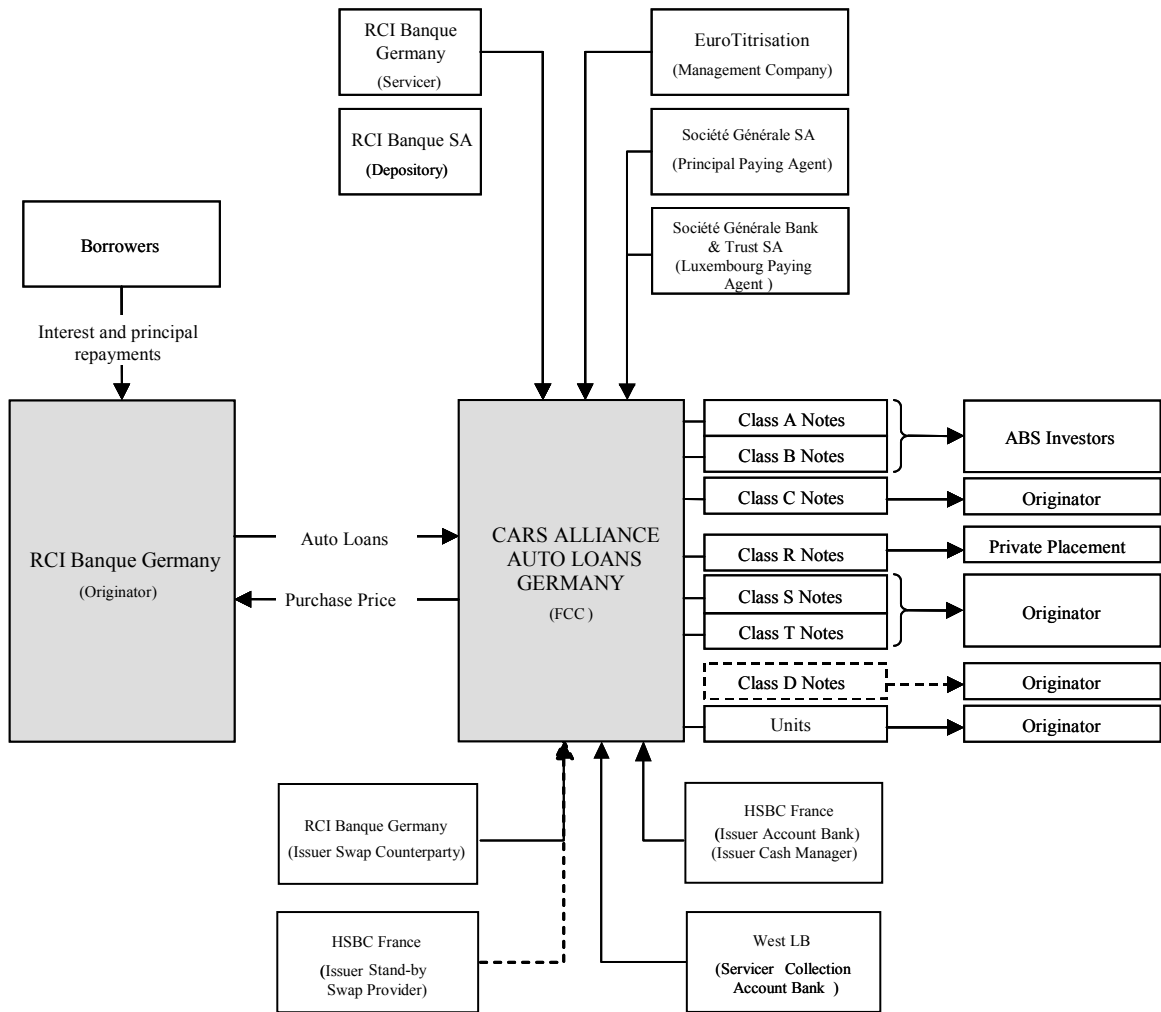 RCI Banque
Germany
(Servicer)
EuroTitrisation
(Management Company)
RCI Banque SA
(Depository)
Société Générale SA
(Principal Paying Agent)
Société Générale Bank
& Trust SA
(Luxembourg Paying
Agent )
Borrowers
Interest and principal
repayments
RCI Banque Germany
(Originator)
Auto Loans
Purchase Price
CARS ALLIANCE
AUTO LOANS
GERMANY
(FCC )
Class A Notes
Class B Notes
ABS Investors
Class C Notes
Originator
Class R Notes
Private Placement
Class S Notes
Class T Notes
Originator
Class D Notes
Originator
Units
Originator
RCI Banque Germany
(Issuer Swap Counterparty)
HSBC France
(Issuer Account Bank)
(Issuer Cash Manager)
HSBC France
(Issuer Stand-by
Swap Provider)
West LB
(Servicer Collection
Account Bank )